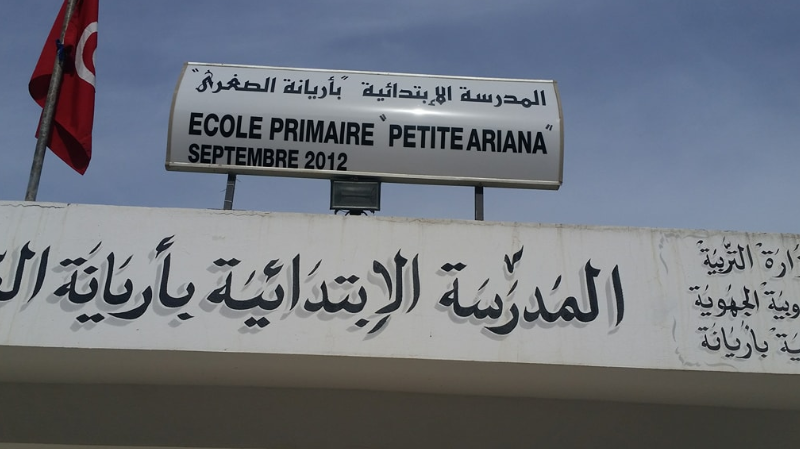 المدرسة الإبتدائية "بأريانة الصغرى"
ECOLE PRIMAIRE "PETITE ARIANA"
SEPTEMBRE 2012
المدرسة الإبتدائية بأريانة
التربية
الجهوية
بأريانة